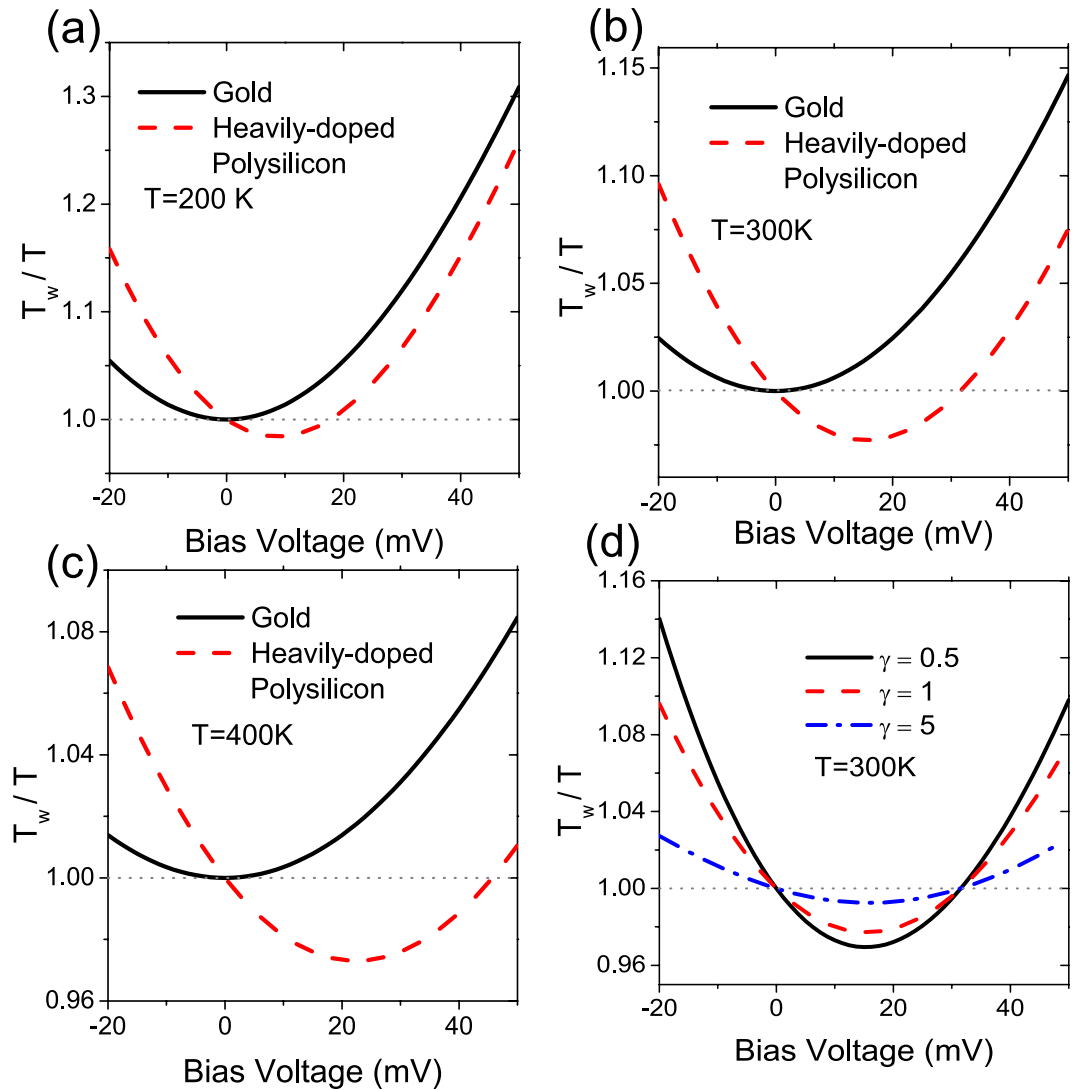 (a)
Gold
Heavily-doped
Polysilicon
T=200 K
1.3
1.2
1.1
1.0
T_w / T
-20 0 20 40
Bias Voltage (mV)
(b)
Gold
Heavily-doped
Polysilicon
T=300K
1.15
1.10
1.05
1.00
T_w / T
-20 0 20 40
Bias Voltage (mV)
(c)
Gold
Heavily-doped
Polysilicon
T=400K
1.08
1.04
1.00
0.96
T_w / T
-20 0 20 40
Bias Voltage (mV)
(d)
γ = 0.5
γ = 1
γ = 5
T=300K
1.16
1.12
1.08
1.04
1.00
0.96
T_w / T
-20 0 20 40
Bias Voltage (mV)